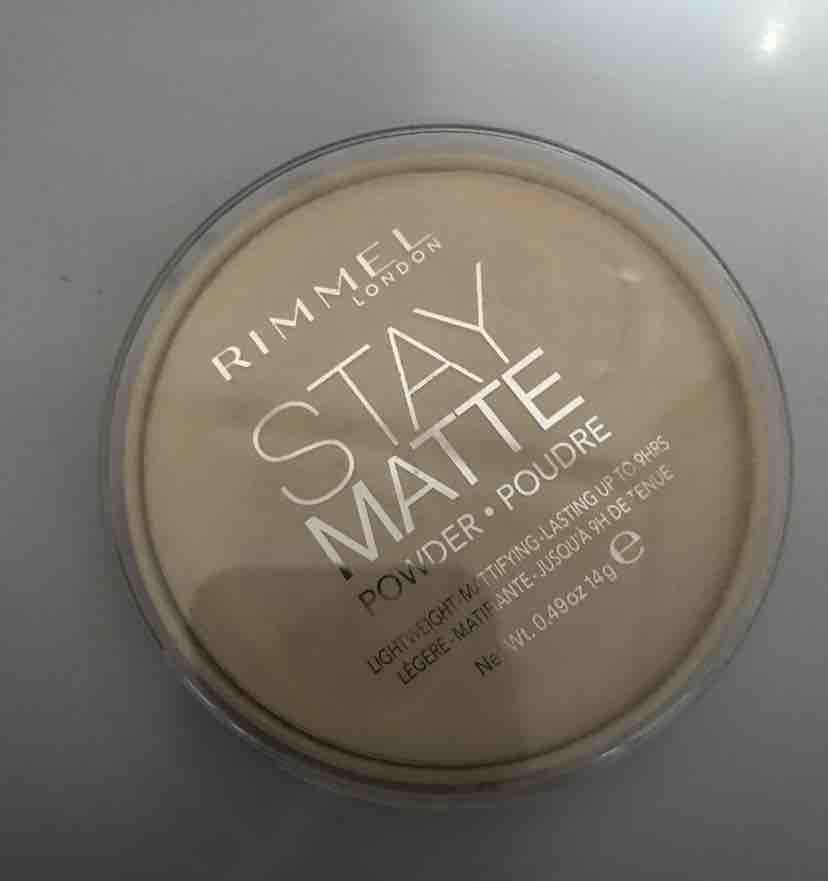 RIMMEL
LONDON
STAY
MATTE
POWDER • POUDRE
LIGHTWEIGHT•MATTIFYING•LASTING UP TO 9HRS
LÉGÈRE•MATIFIANTE•JUSQU'À 9H DE TENUE
Net Wt. 0.49oz 14g e